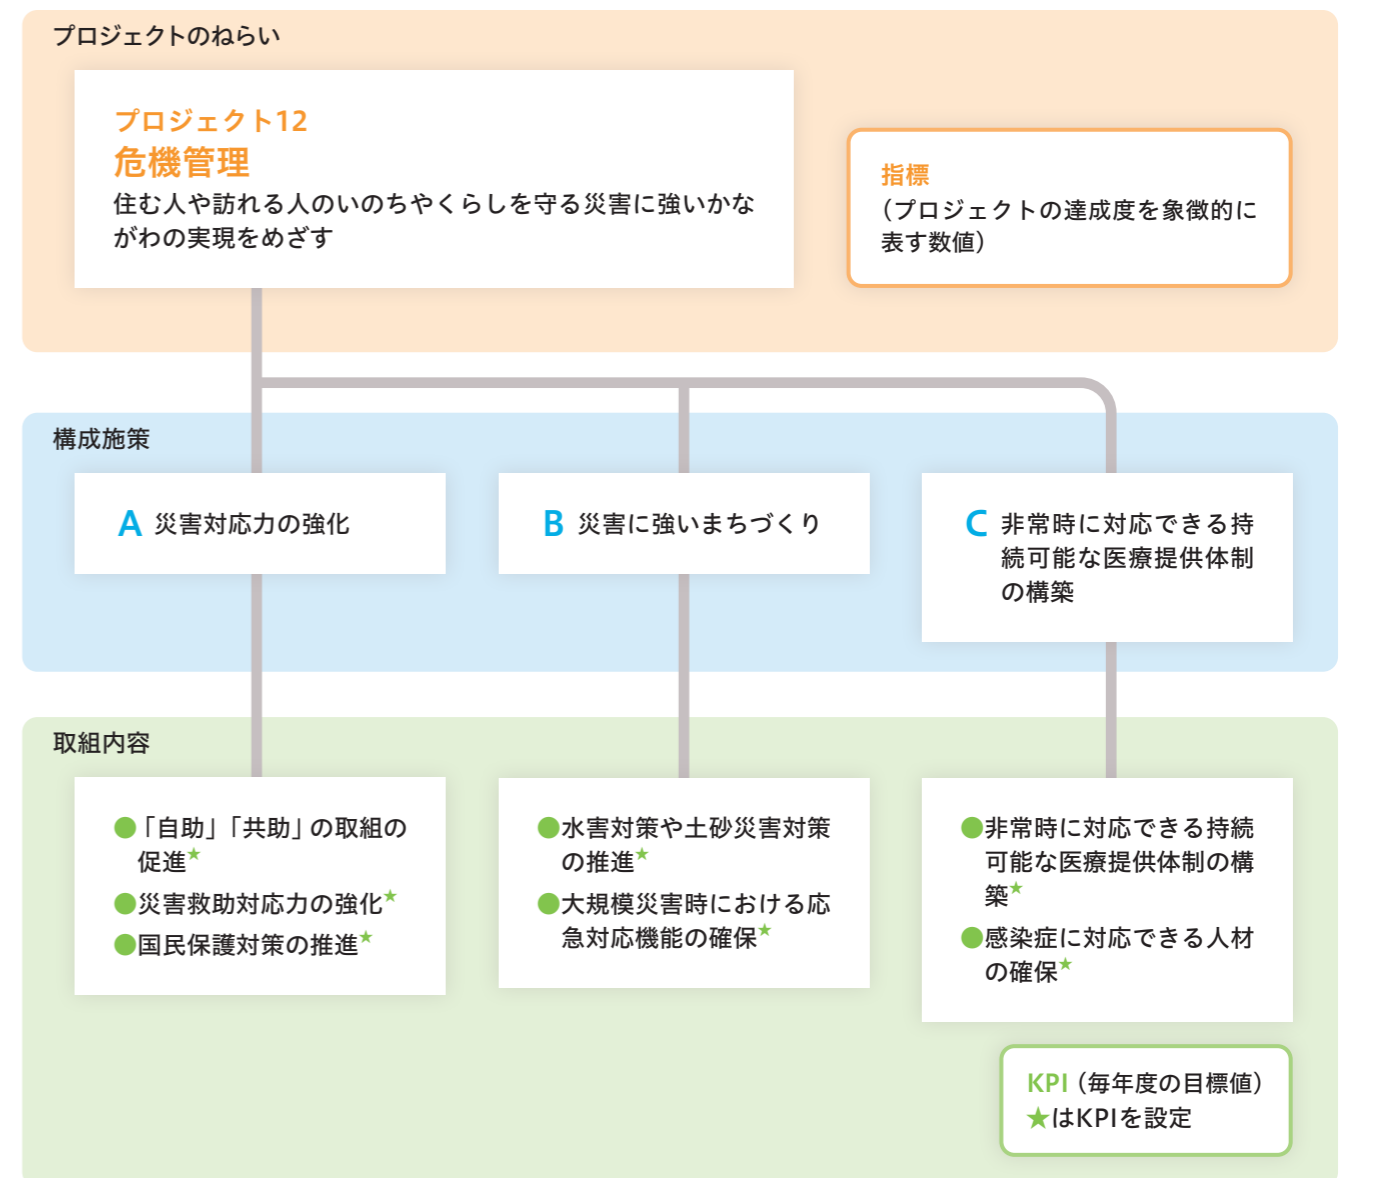 プロジェクトのねらい
プロジェクト12
危機管理
住む人や訪れる人のいのちやくらしを守る災害に強いかな
がわの実現をめざす
指標
（プロジェクトの達成度を象徴的に
表す数値）
構成施策
A 災害対応力の強化
B 災害に強いまちづくり
C 非常時に対応できる持
続可能な医療提供体制
の構築
取組内容
●「自助」「共助」の取組の
促進★
●災害救助対応力の強化★
●国民保護対策の推進★
●水害対策や土砂災害対策
の推進★
●大規模災害時における応
急対応機能の確保★
●非常時に対応できる持続
可能な医療提供体制の構
築★
●感染症に対応できる人材
の確保★
KPI（毎年度の目標値）
★はKPIを設定